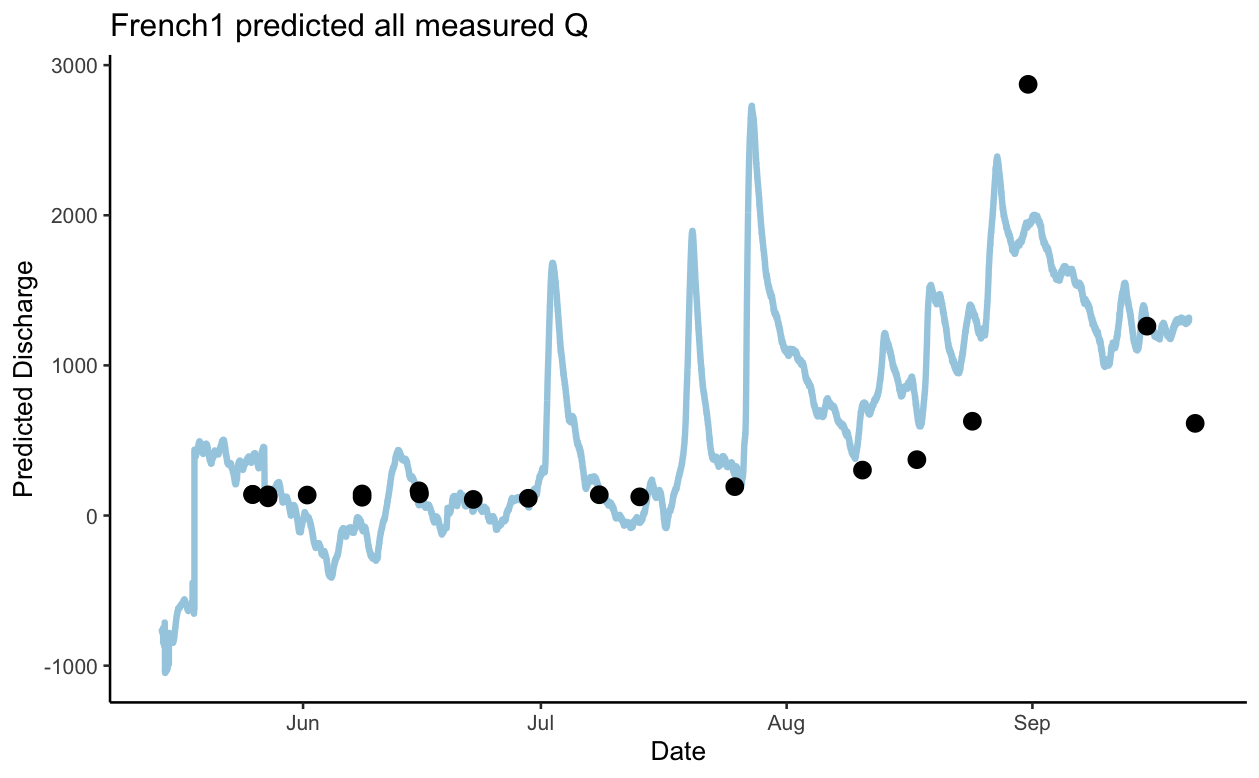 French1 predicted all measured Q
3000
2000
1000
0
-1000
Predicted Discharge
Jun
Jul
Aug
Sep
Date